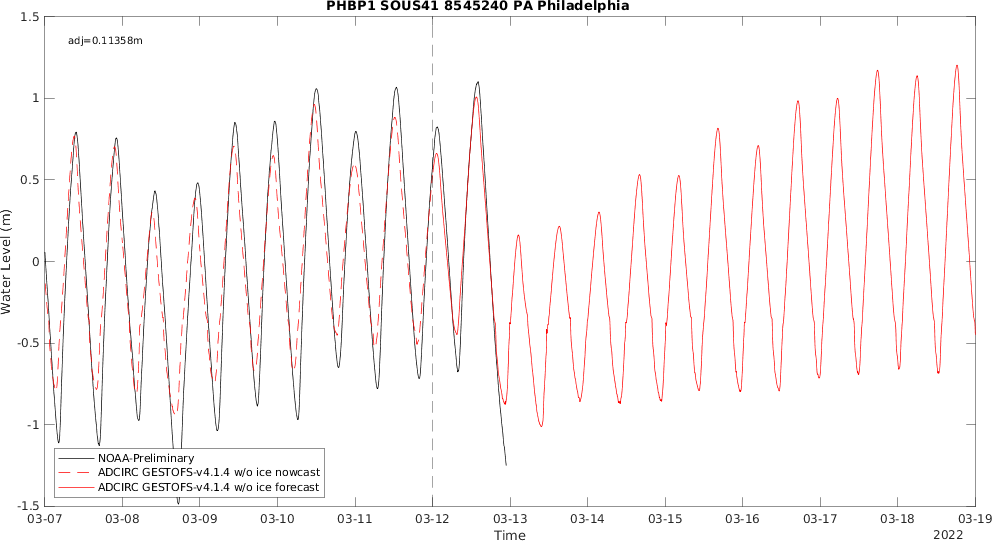 PHBP1 SOUS41 8545240 PA Philadelphia
adj=0.11358m
Water Level (m)
1.5
1
0.5
0
-0.5
-1
-1.5
NOAA-Preliminary
ADCIRC GESTOFS-v4.1.4 w/o ice nowcast
ADCIRC GESTOFS-v4.1.4 w/o ice forecast
03-07 03-08 03-09 03-10 03-11 03-12 03-13 03-14 03-15 03-16 03-17 03-18 03-19
Time
2022